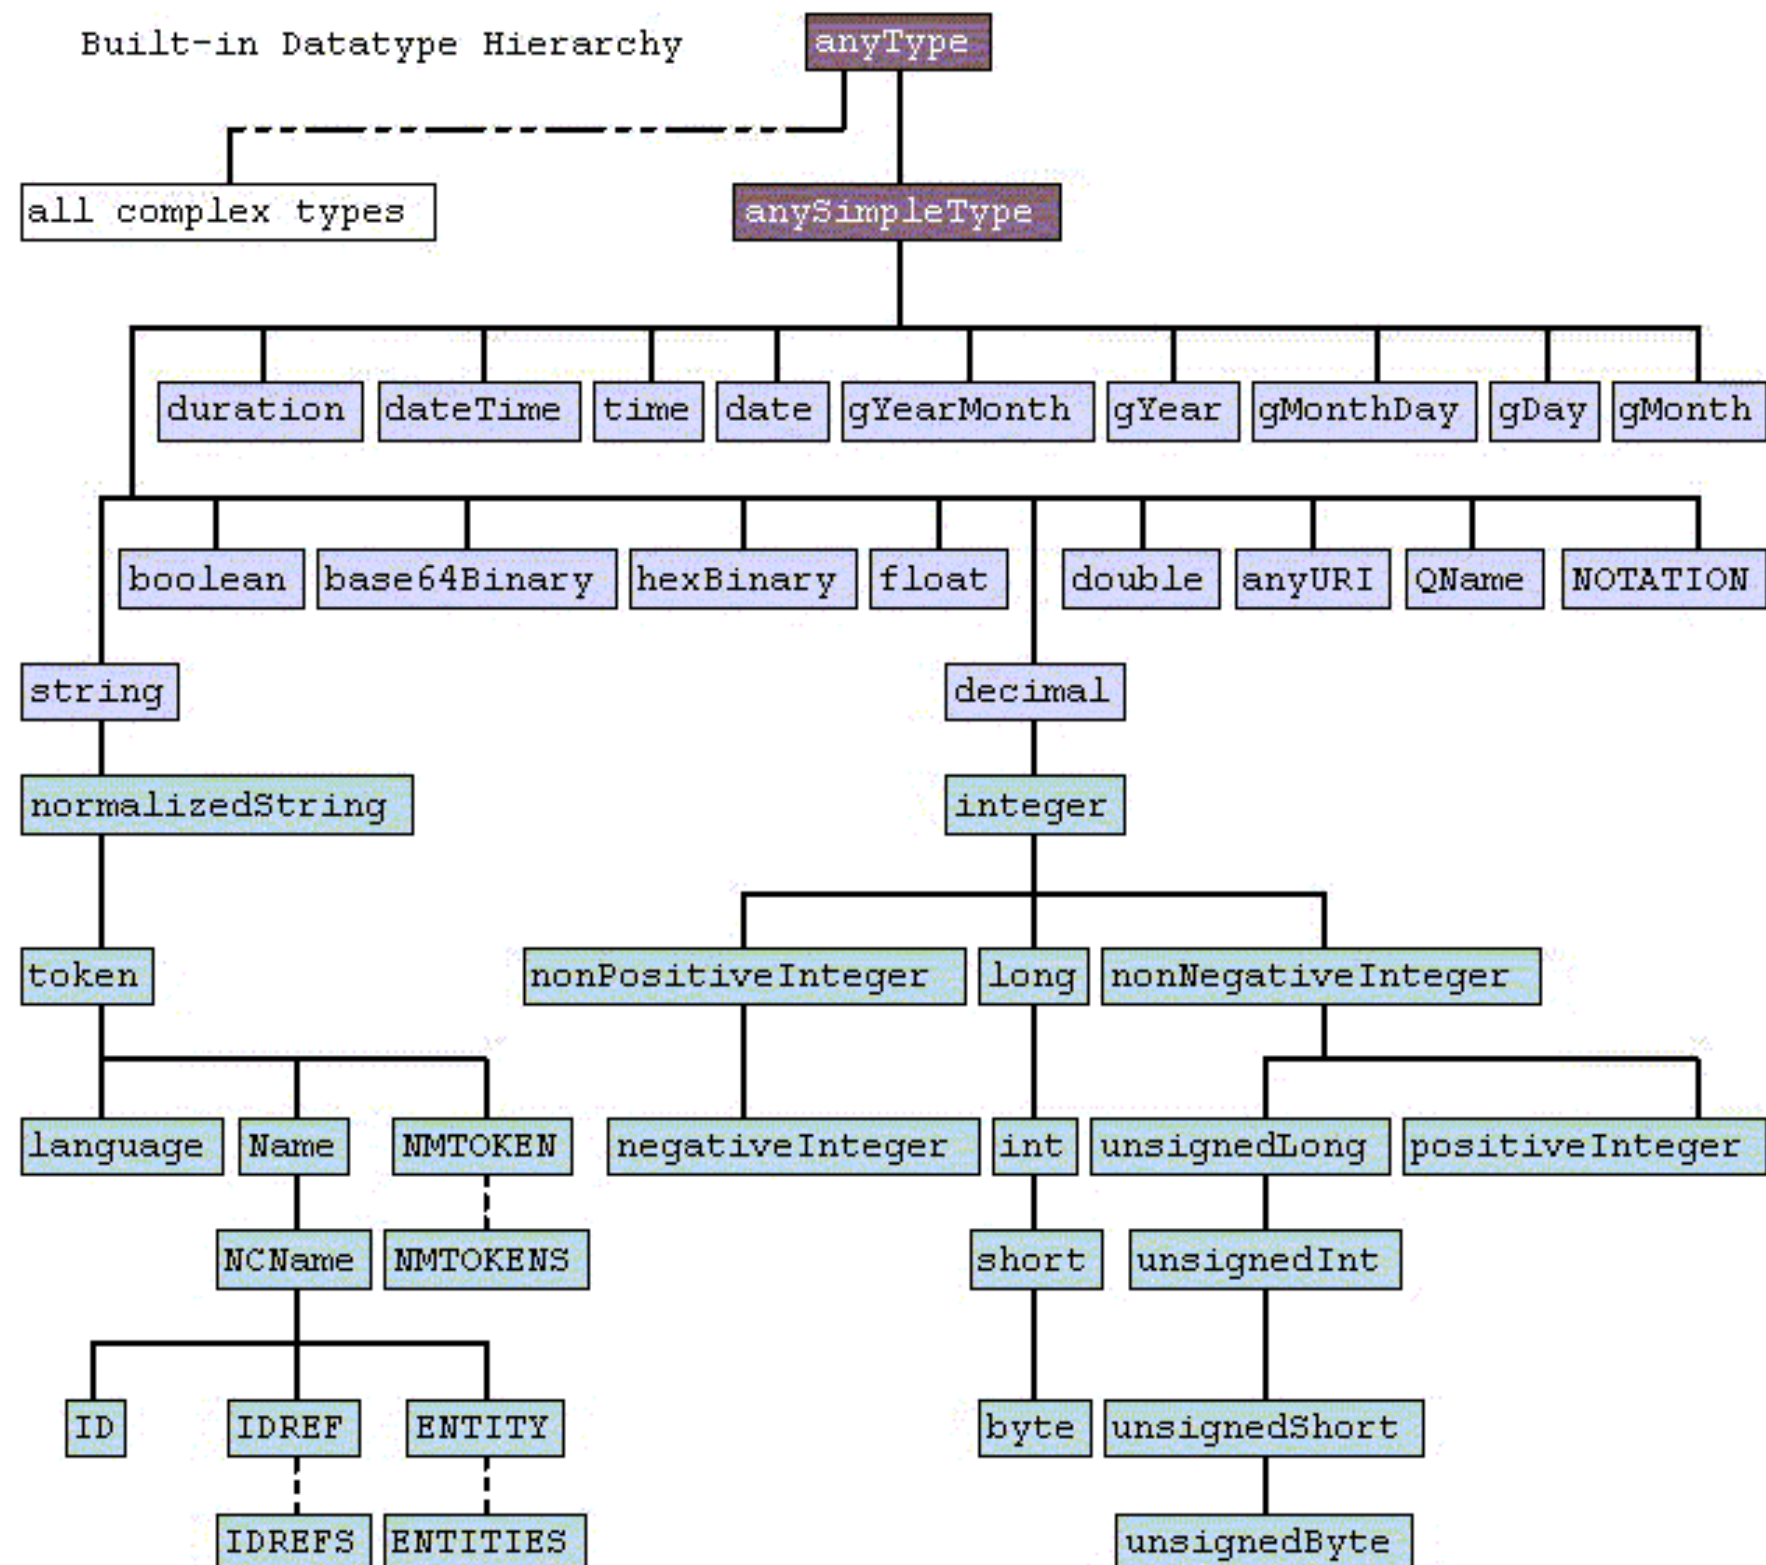 Built-in Datatype Hierarchy anyType
all complex types anySimpleType
duration dateTime time date gYearMonth gYear gMonthDay gDay gMonth
boolean base64Binary hexBinary float double anyURI QName NOTATION
string decimal
normalizedString integer
token nonPositiveInteger long nonNegativeInteger
language Name NMTOKEN negativeInteger int unsignedLong positiveInteger
NCName NMTOKENS short unsignedInt
ID IDREF ENTITY byte unsignedShort
IDREFS ENTITIES unsignedByte